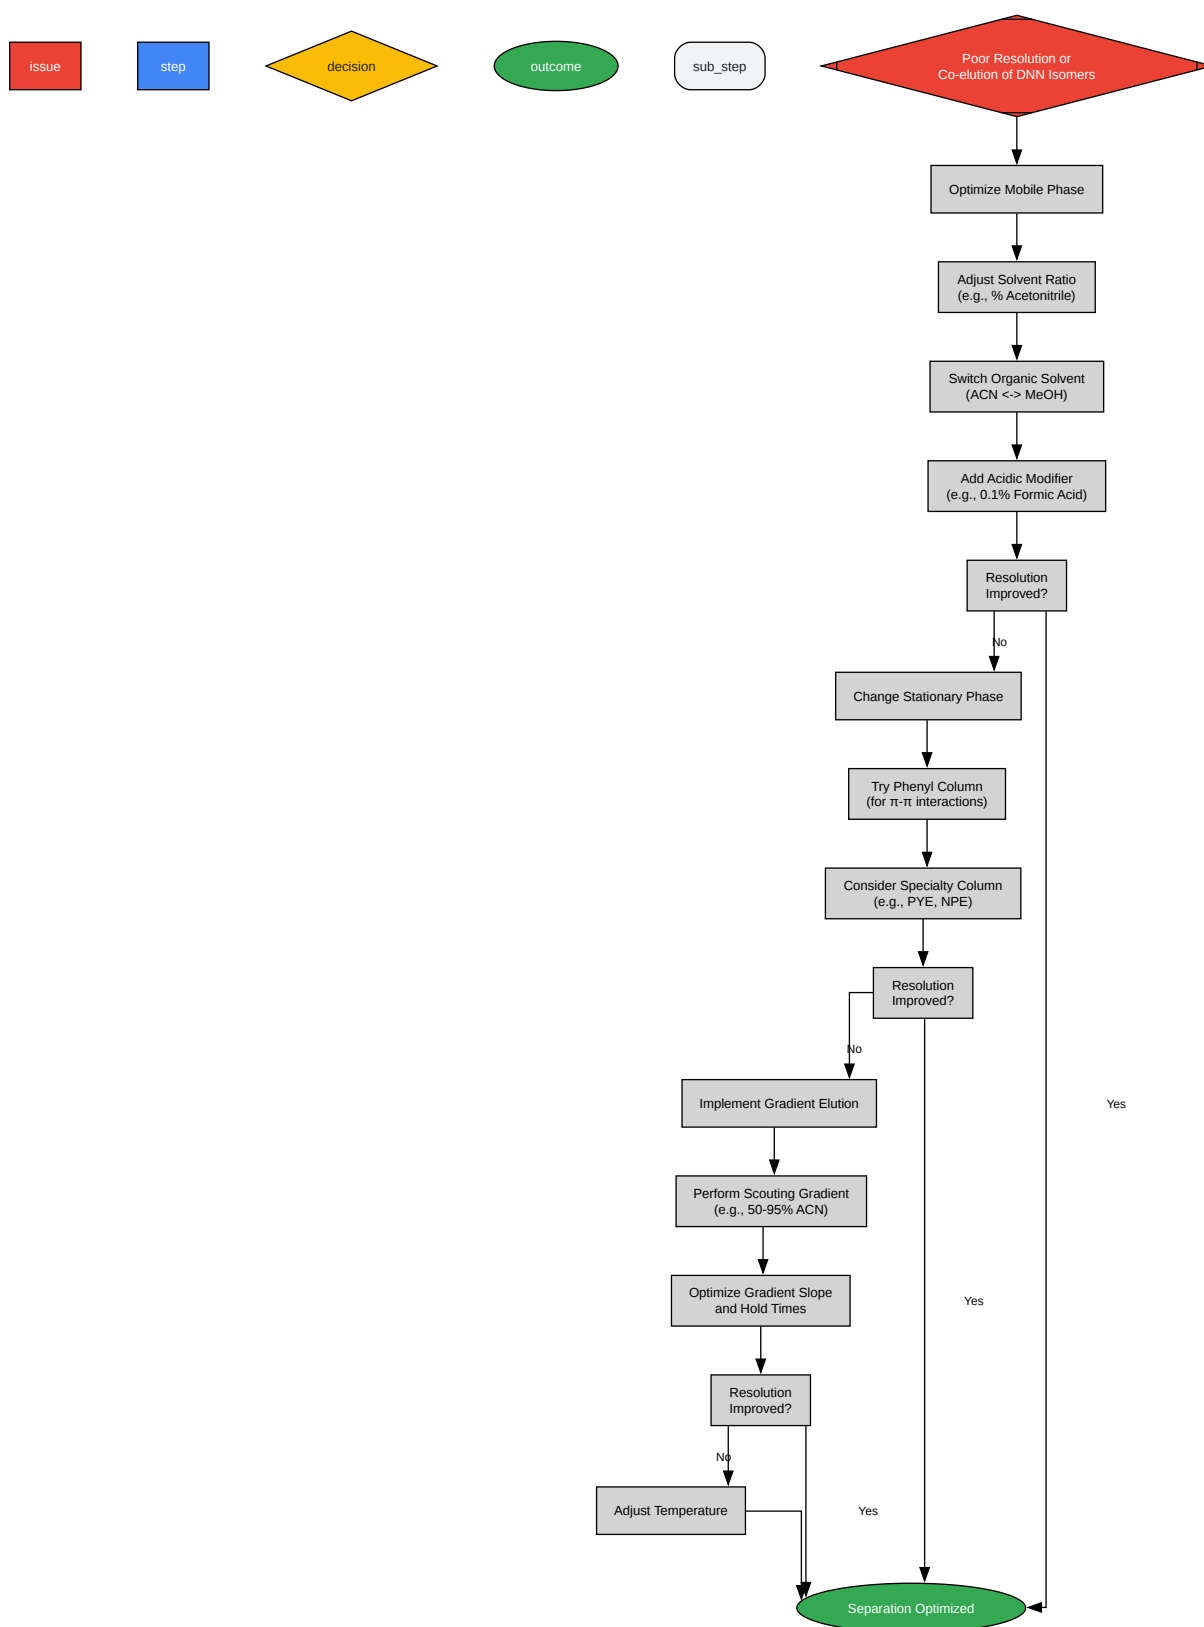 issue
step
decision
outcome
sub_step
Poor Resolution or
Co-elution of DNN Isomers
Optimize Mobile Phase
Adjust Solvent Ratio
(e.g., % Acetonitrile)
Switch Organic Solvent
(ACN <-> MeOH)
Add Acidic Modifier
(e.g., 0.1% Formic Acid)
Resolution
Improved?
No
Change Stationary Phase
Try Phenyl Column
(for π-π interactions)
Consider Specialty Column
(e.g., PYE, NPE)
Resolution
Improved?
No
Implement Gradient Elution
Yes
Perform Scouting Gradient
(e.g., 50-95% ACN)
Optimize Gradient Slope
and Hold Times
Yes
Resolution
Improved?
No
Adjust Temperature
Yes
Separation Optimized